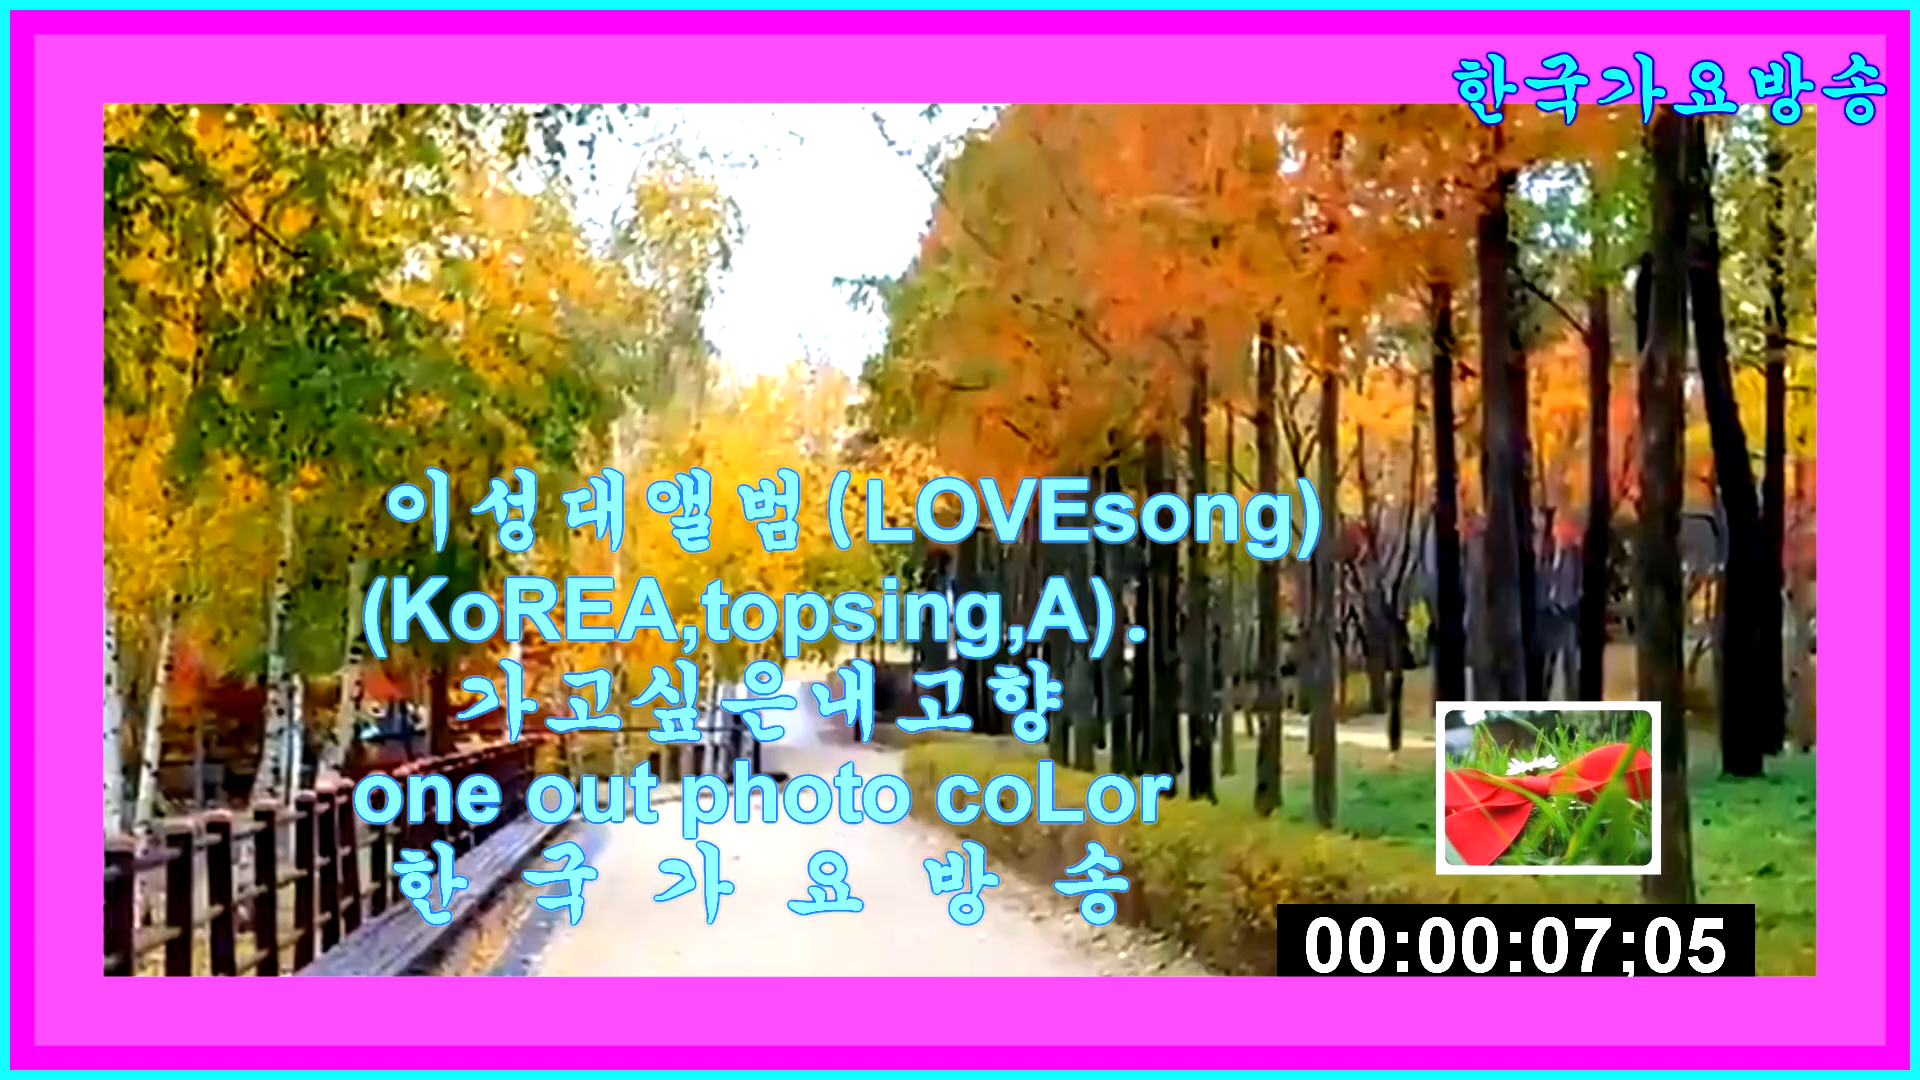 한국가요방송
이성대앨범(LOVEsong)
(KoREA,topsing,A).
가고싶은내고향
one out photo coLor
한 국 가 요 방 송
00:00:07;05